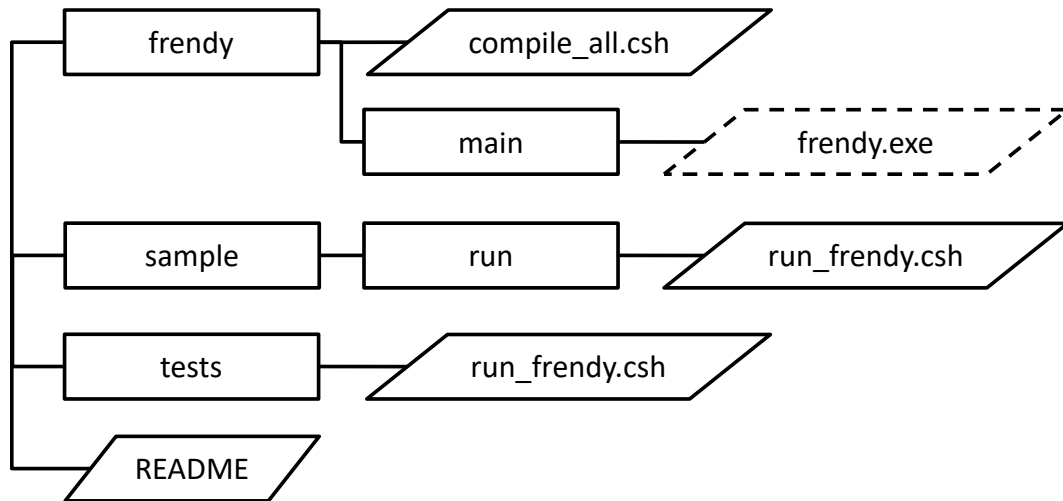 frendy
compile_all.csh
main
frendy.exe
sample
run
run_frendy.csh
tests
run_frendy.csh
README